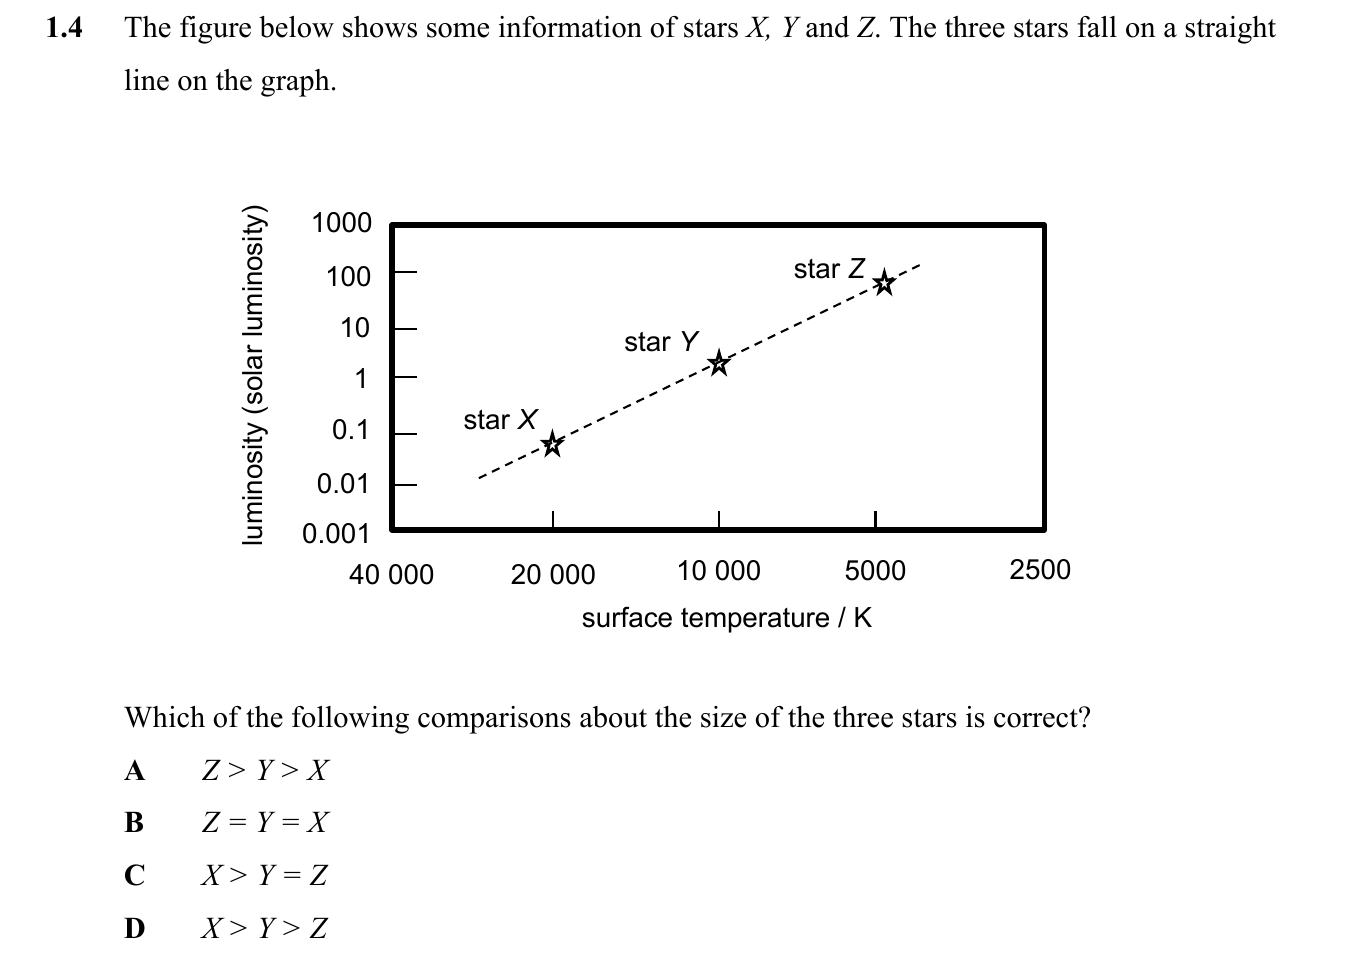 1.4 The figure below shows some information of stars X, Y and Z. The three stars fall on a straight
line on the graph.
luminosity (solar luminosity)
1000
100
10
1
0.1
0.01
0.001
star Z
star Y
star X
40 000 20 000 10 000 5000 2500
surface temperature / K
Which of the following comparisons about the size of the three stars is correct?
A Z > Y > X
B Z = Y = X
C X > Y = Z
D X > Y > Z